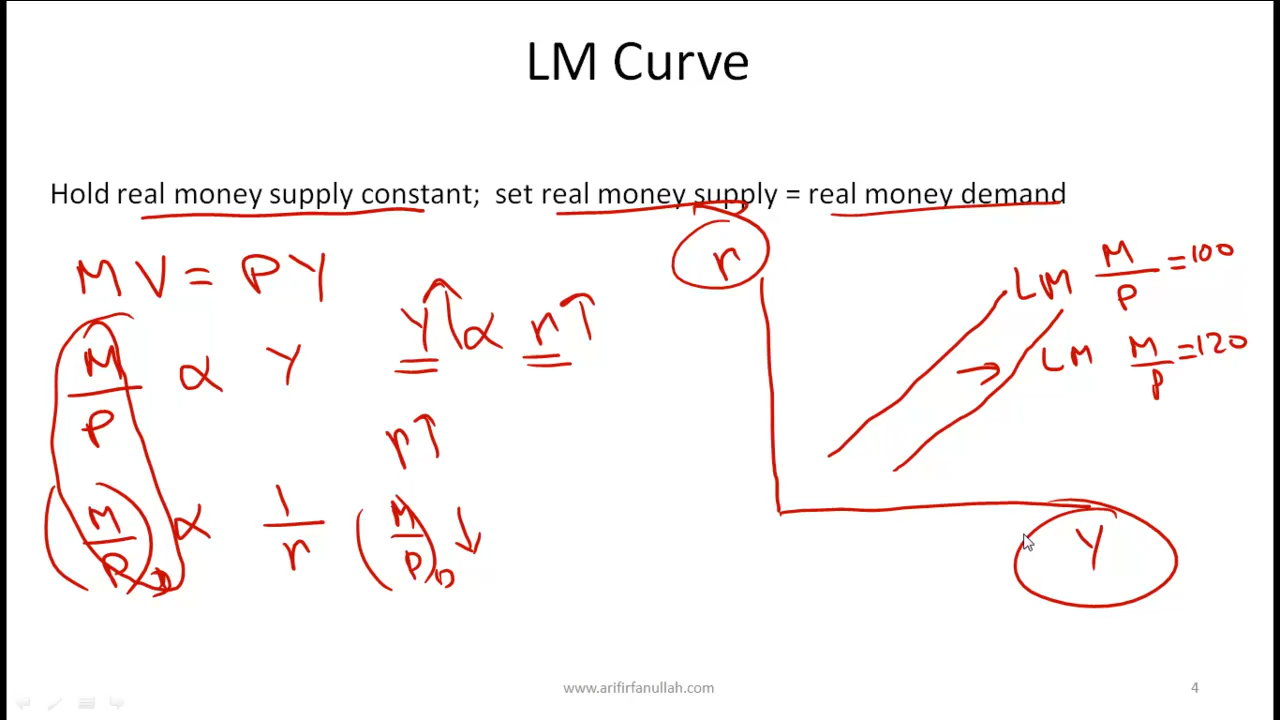 LM Curve
Hold real money supply constant; set real money supply = real money demand
MV = PY
M/P ∝ Y
Y↑ ∝ r↑
r↑
(M/P)D ∝ 1/r
(M/P)D ↓
r
LM M/P = 100
LM M/P = 120
Y
www.arifirfanullah.com
4